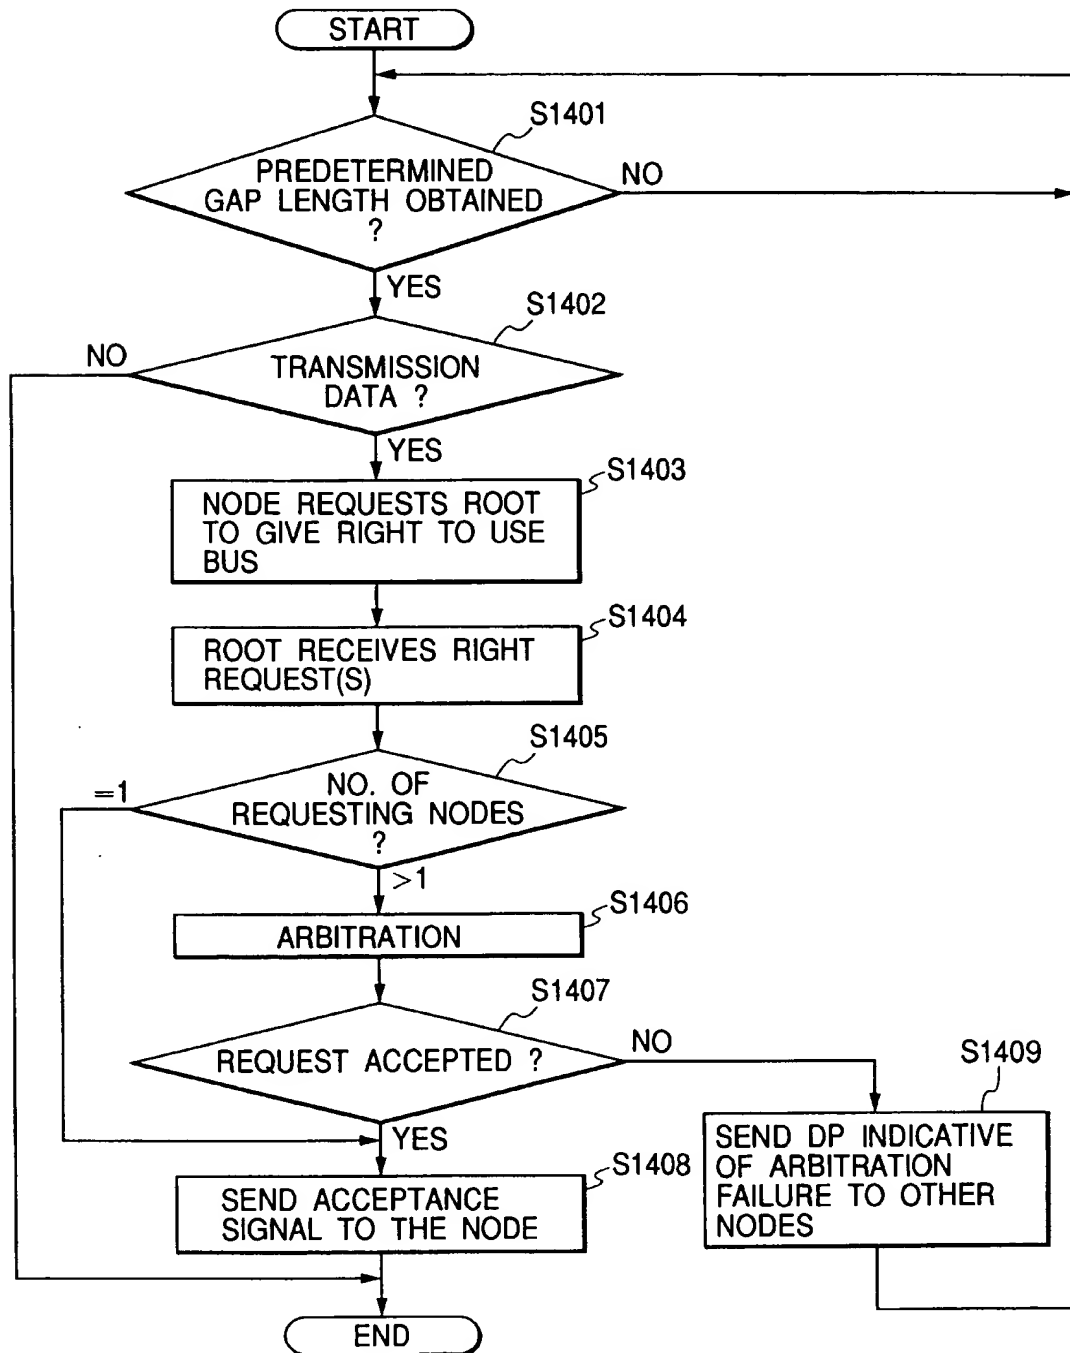 START
S1401
PREDETERMINED
GAP LENGTH OBTAINED
?
NO
YES
S1402
NO
TRANSMISSION
DATA ?
YES
S1403
NODE REQUESTS ROOT
TO GIVE RIGHT TO USE
BUS
S1404
ROOT RECEIVES RIGHT
REQUEST(S)
S1405
=1
NO. OF
REQUESTING NODES
?
>1
S1406
ARBITRATION
S1407
REQUEST ACCEPTED ?
NO
S1409
YES
SEND DP INDICATIVE
OF ARBITRATION
FAILURE TO OTHER
NODES
S1408
SEND ACCEPTANCE
SIGNAL TO THE NODE
END